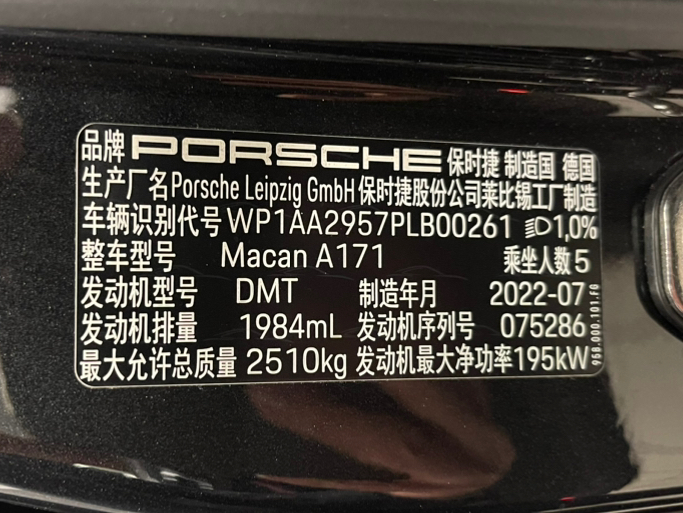 品牌 PORSCHE 保时捷 制造国 德国
生产厂名 Porsche Leipzig GmbH 保时捷股份公司莱比锡工厂制造
车辆识别代号 WP1AA2957PLB00261 1,0%
整车型号 Macan A171 乘坐人数 5
发动机型号 DMT 制造年月 2022-07
发动机排量 1984mL 发动机序列号 075286
最大允许总质量 2510kg 发动机最大净功率 195kW
95B.000.101.F0